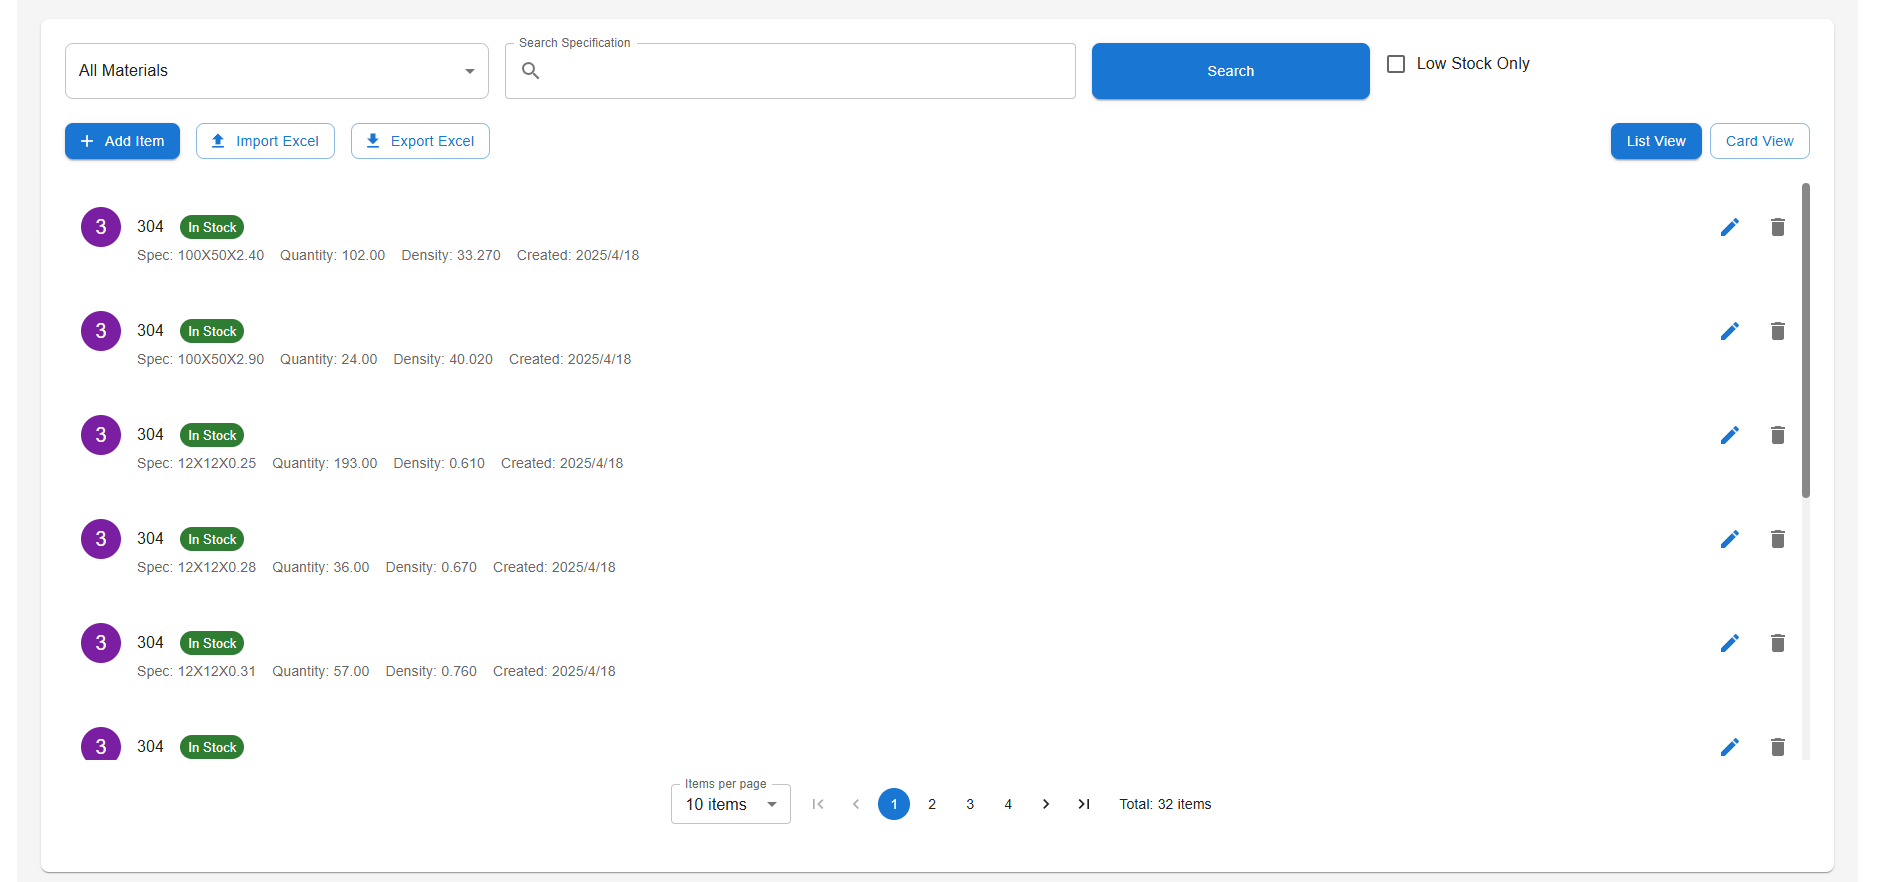 Search Specification
All Materials
Search
Low Stock Only
Add Item
Import Excel
Export Excel
List View
Card View
3
304
In Stock
Spec: 100X50X2.40 Quantity: 102.00 Density: 33.270 Created: 2025/4/18
3
304
In Stock
Spec: 100X50X2.90 Quantity: 24.00 Density: 40.020 Created: 2025/4/18
3
304
In Stock
Spec: 12X12X0.25 Quantity: 193.00 Density: 0.610 Created: 2025/4/18
3
304
In Stock
Spec: 12X12X0.28 Quantity: 36.00 Density: 0.670 Created: 2025/4/18
3
304
In Stock
Spec: 12X12X0.31 Quantity: 57.00 Density: 0.760 Created: 2025/4/18
3
304
In Stock
Items per page
10 items
1 2 3 4
Total: 32 items